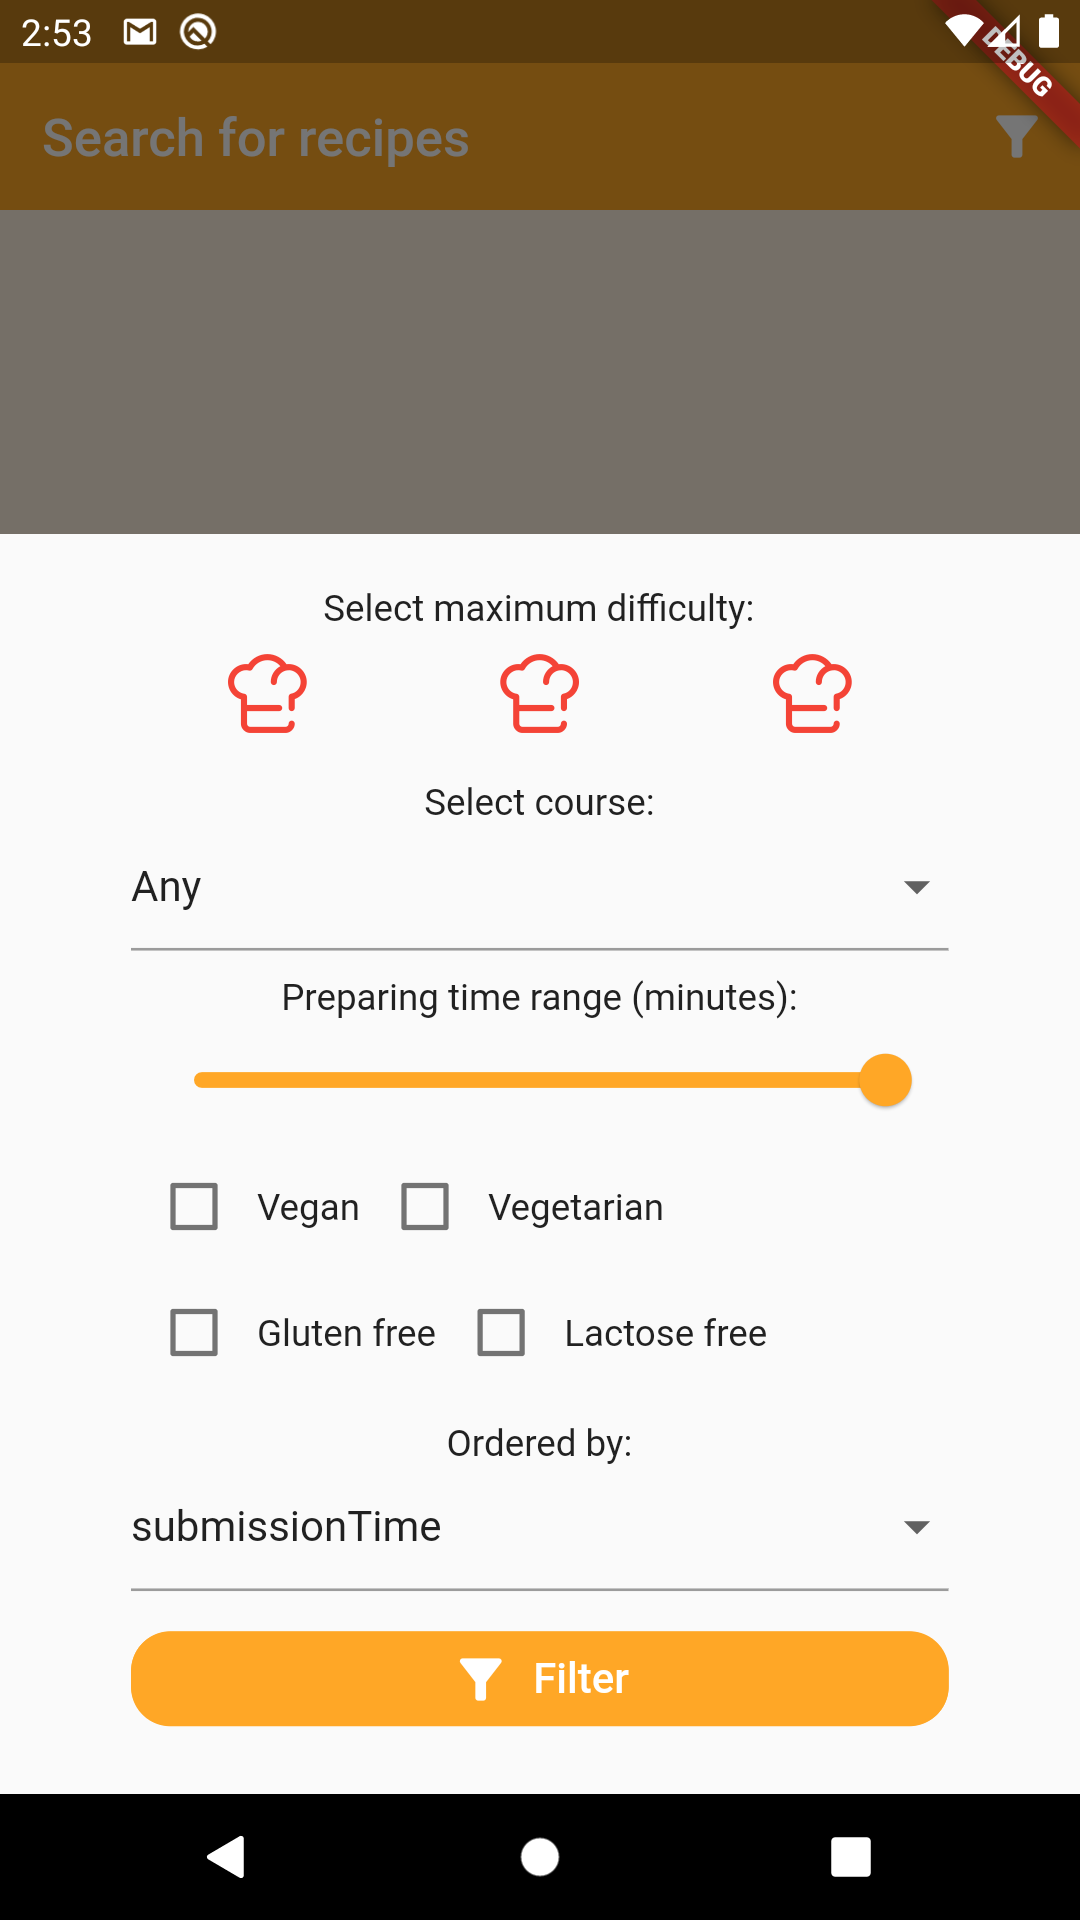 2:53
DEBUG
Search for recipes
Select maximum difficulty:
Select course:
Any
Preparing time range (minutes):
Vegan Vegetarian
Gluten free Lactose free
Ordered by:
submissionTime
Filter